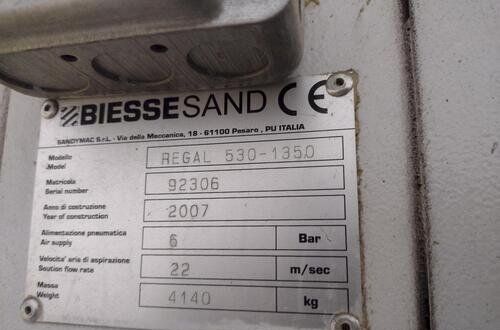 BIESSESAND CE
SANDYMAC S.r.L - Via della Meccanica, 16 - 61100 Pesaro , PU ITALIA
Modello
Model
REGAL 530-1350
Matricola
Serial number
92306
Anno di costruzione
Year of construction
2007
Alimentazione pneumatica
Air supply
6
Bar
Velocita' aria di aspirazione
Soution flow rate
22
m/sec
Massa
Weight
4140
kg